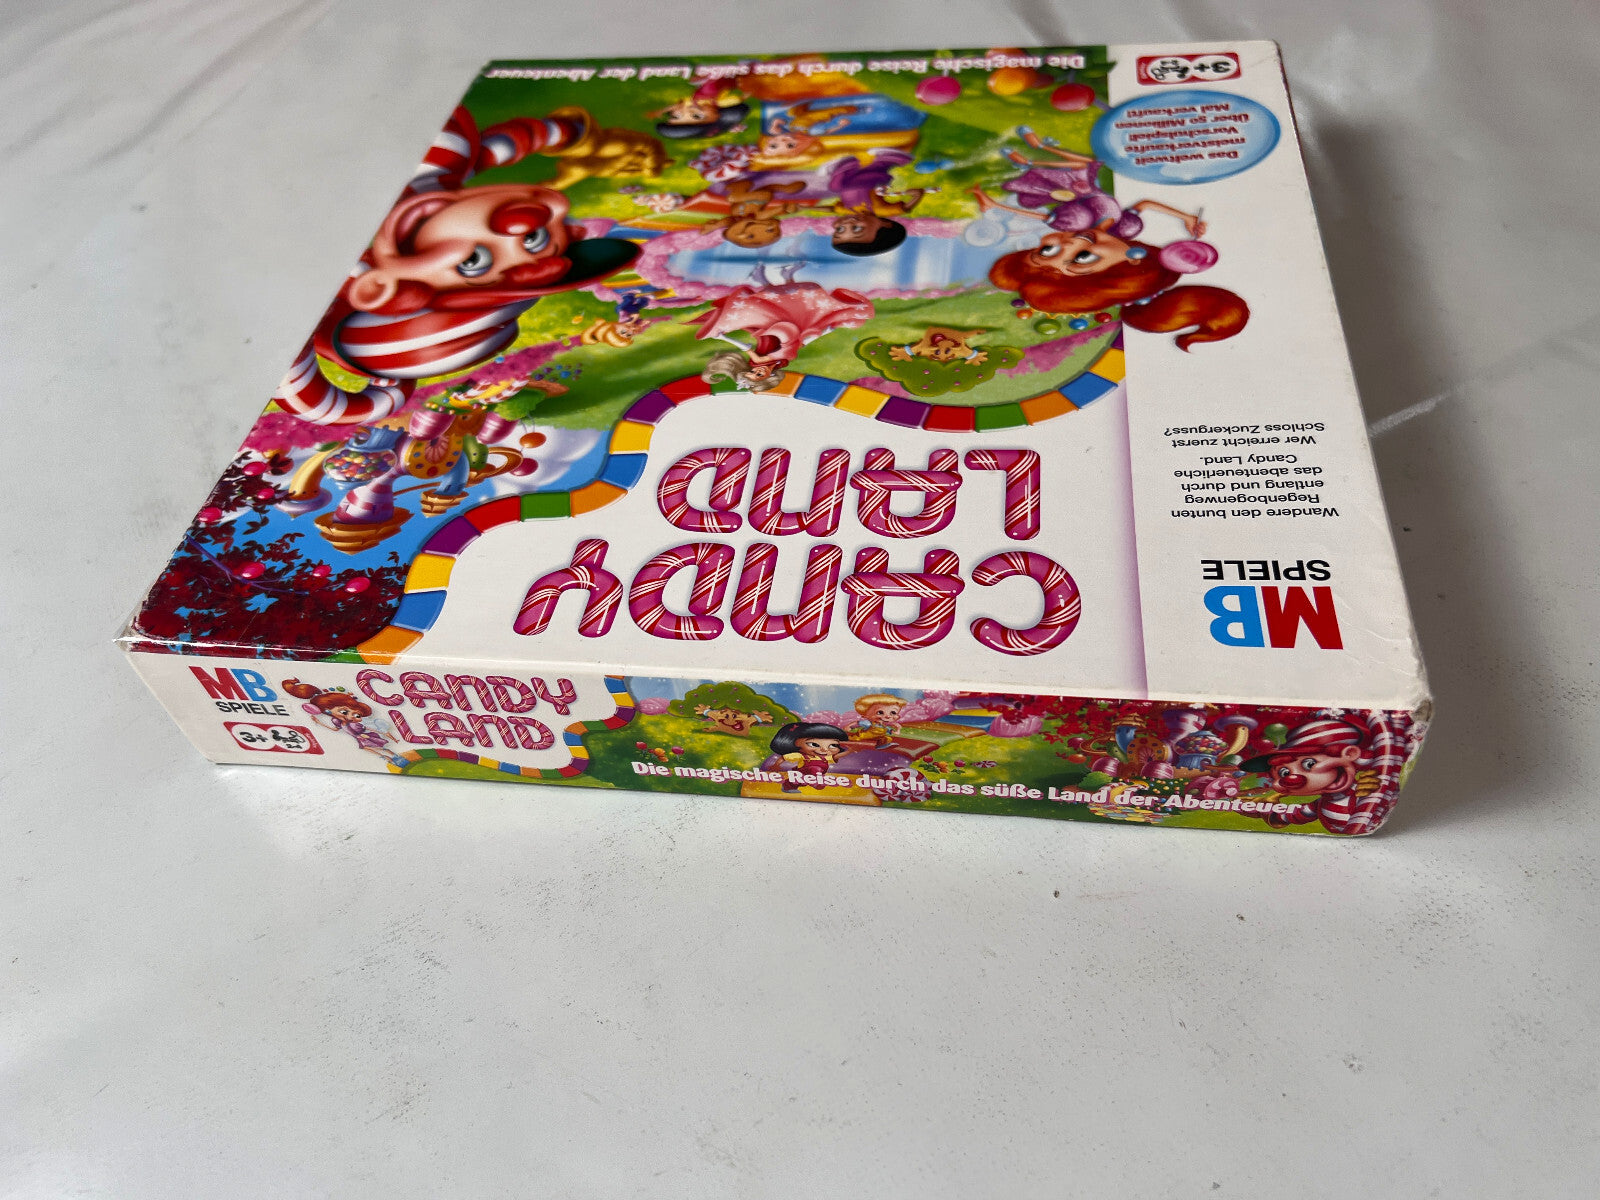 Die magische Reise durch das süße Land der Abenteuer
3+
Das weltweit
meistverkaufte
Vorschulspiel!
Über 50 Millionen
Mal verkauft!
CANDY
LAND
MB
SPIELE
Wandere den bunten
Regenbogenweg
entlang und durch
das abenteuerliche
Candy Land.
Wer erreicht zuerst
Schloss Zuckerguss?
MB
SPIELE
3+
2-4
CANDY
LAND
Die magische Reise durch das süße Land der Abenteuer